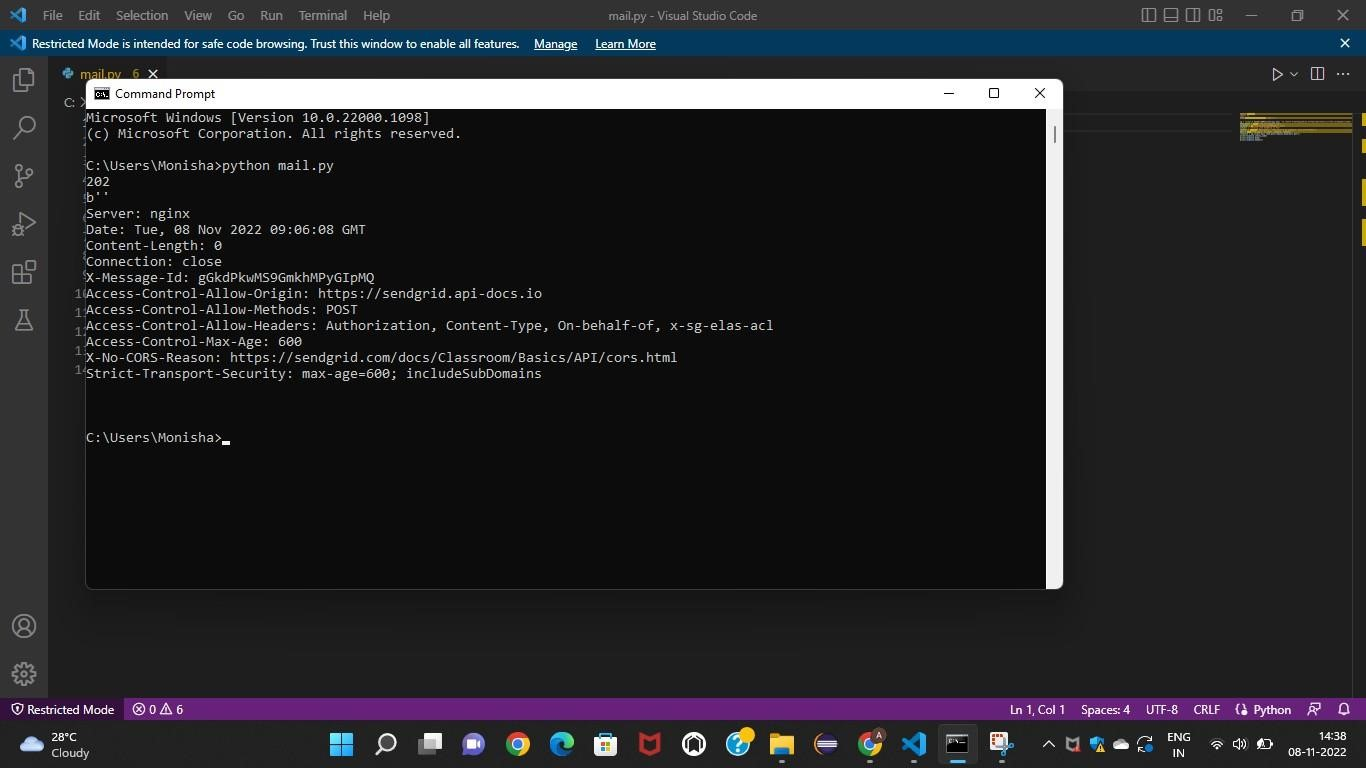 File Edit Selection View Go Run Terminal Help
mail.py - Visual Studio Code
Restricted Mode is intended for safe code browsing. Trust this window to enable all features. Manage Learn More
mail.py 6
C:
Command Prompt
Microsoft Windows [Version 10.0.22000.1098]
(c) Microsoft Corporation. All rights reserved.
C:\Users\Monisha>python mail.py
202
b''
Server: nginx
Date: Tue, 08 Nov 2022 09:06:08 GMT
Content-Length: 0
Connection: close
X-Message-Id: gGkdPkwMS9GmkhMPyGIpMQ
Access-Control-Allow-Origin: https://sendgrid.api-docs.io
Access-Control-Allow-Methods: POST
Access-Control-Allow-Headers: Authorization, Content-Type, On-behalf-of, x-sg-elas-acl
Access-Control-Max-Age: 600
X-No-CORS-Reason: https://sendgrid.com/docs/Classroom/Basics/API/cors.html
Strict-Transport-Security: max-age=600; includeSubDomains
C:\Users\Monisha>
Restricted Mode 0 6 Ln 1, Col 1 Spaces: 4 UTF-8 CRLF Python
28°C
Cloudy
ENG
IN
14:38
08-11-2022